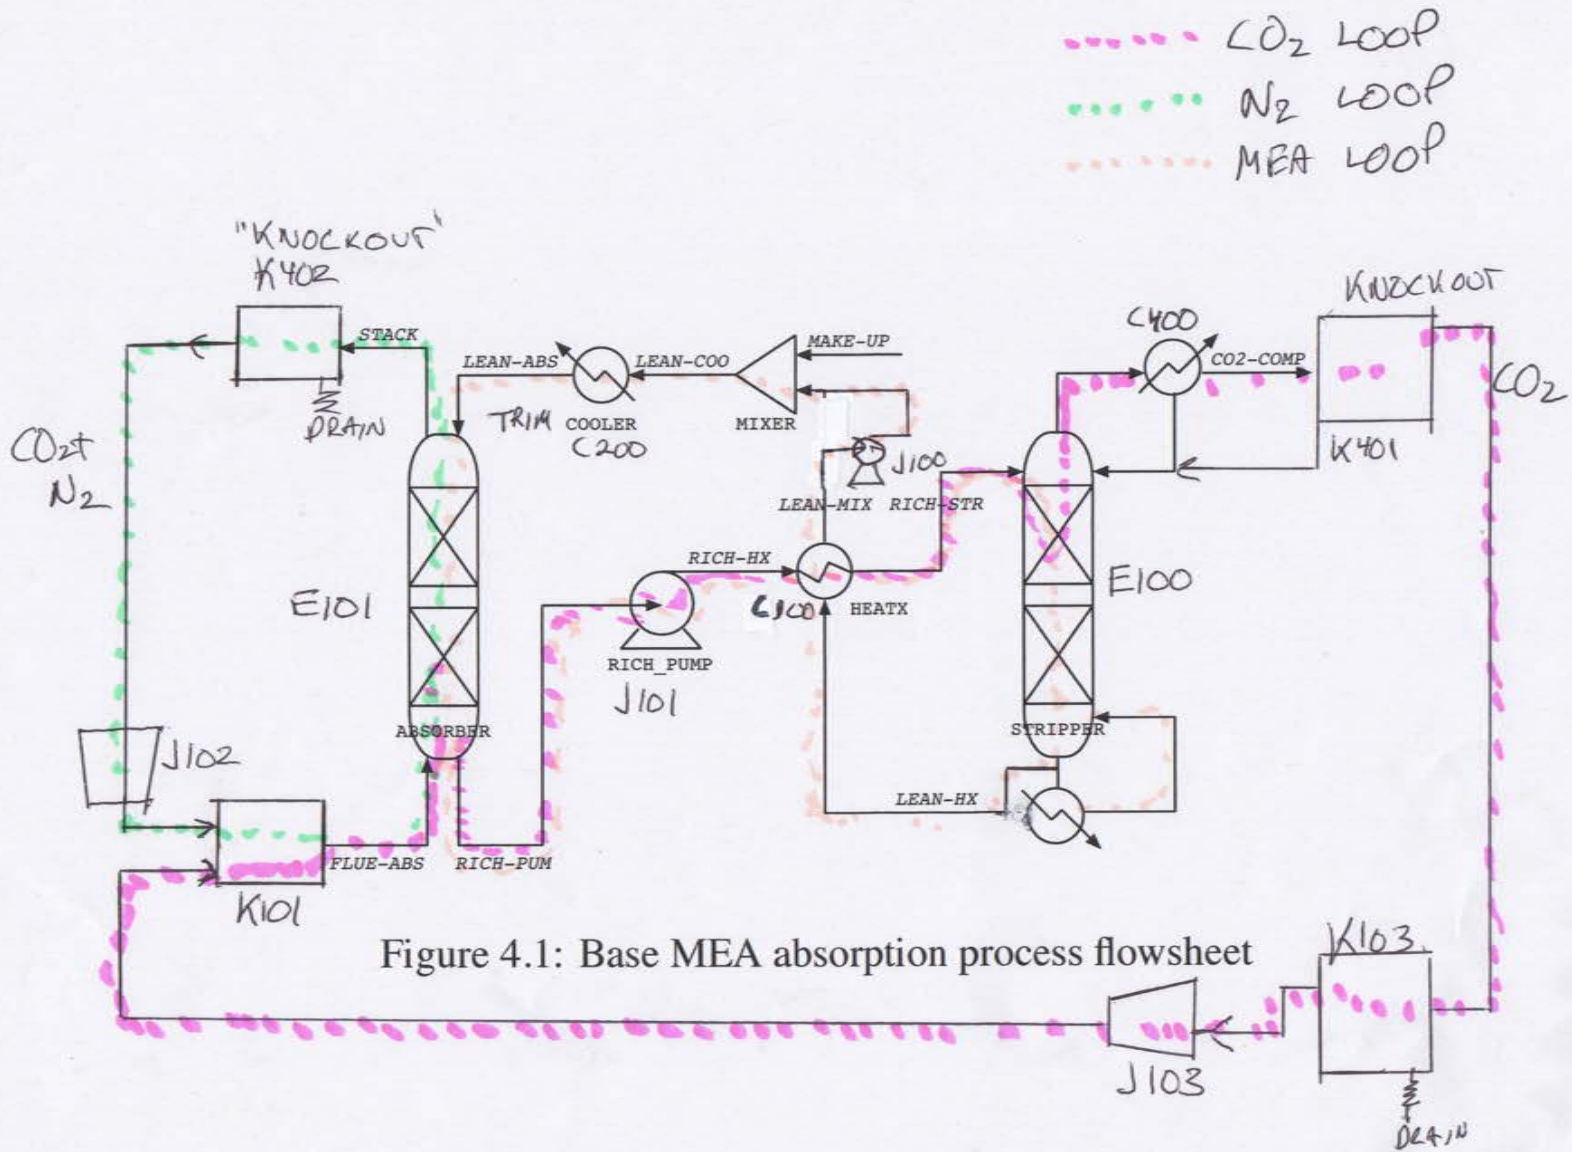 CO2 LOOP
N2 LOOP
MEA LOOP
"KNOCKOUT"
K402
STACK
DRAIN
LEAN-ABS
LEAN-COO
MAKE-UP
TRIM COOLER
C200
MIXER
C400
CO2-COMP
KNOCKOUT
K401
CO2
CO2+
N2
J100
LEAN-MIX RICH-STR
RICH-HX
C100
HEATX
E101
E100
RICH_PUMP
J101
ABSORBER
STRIPPER
J102
LEAN-HX
FLUE-ABS
RICH-PUM
K101
Figure 4.1: Base MEA absorption process flowsheet
K103
J103
DRAIN